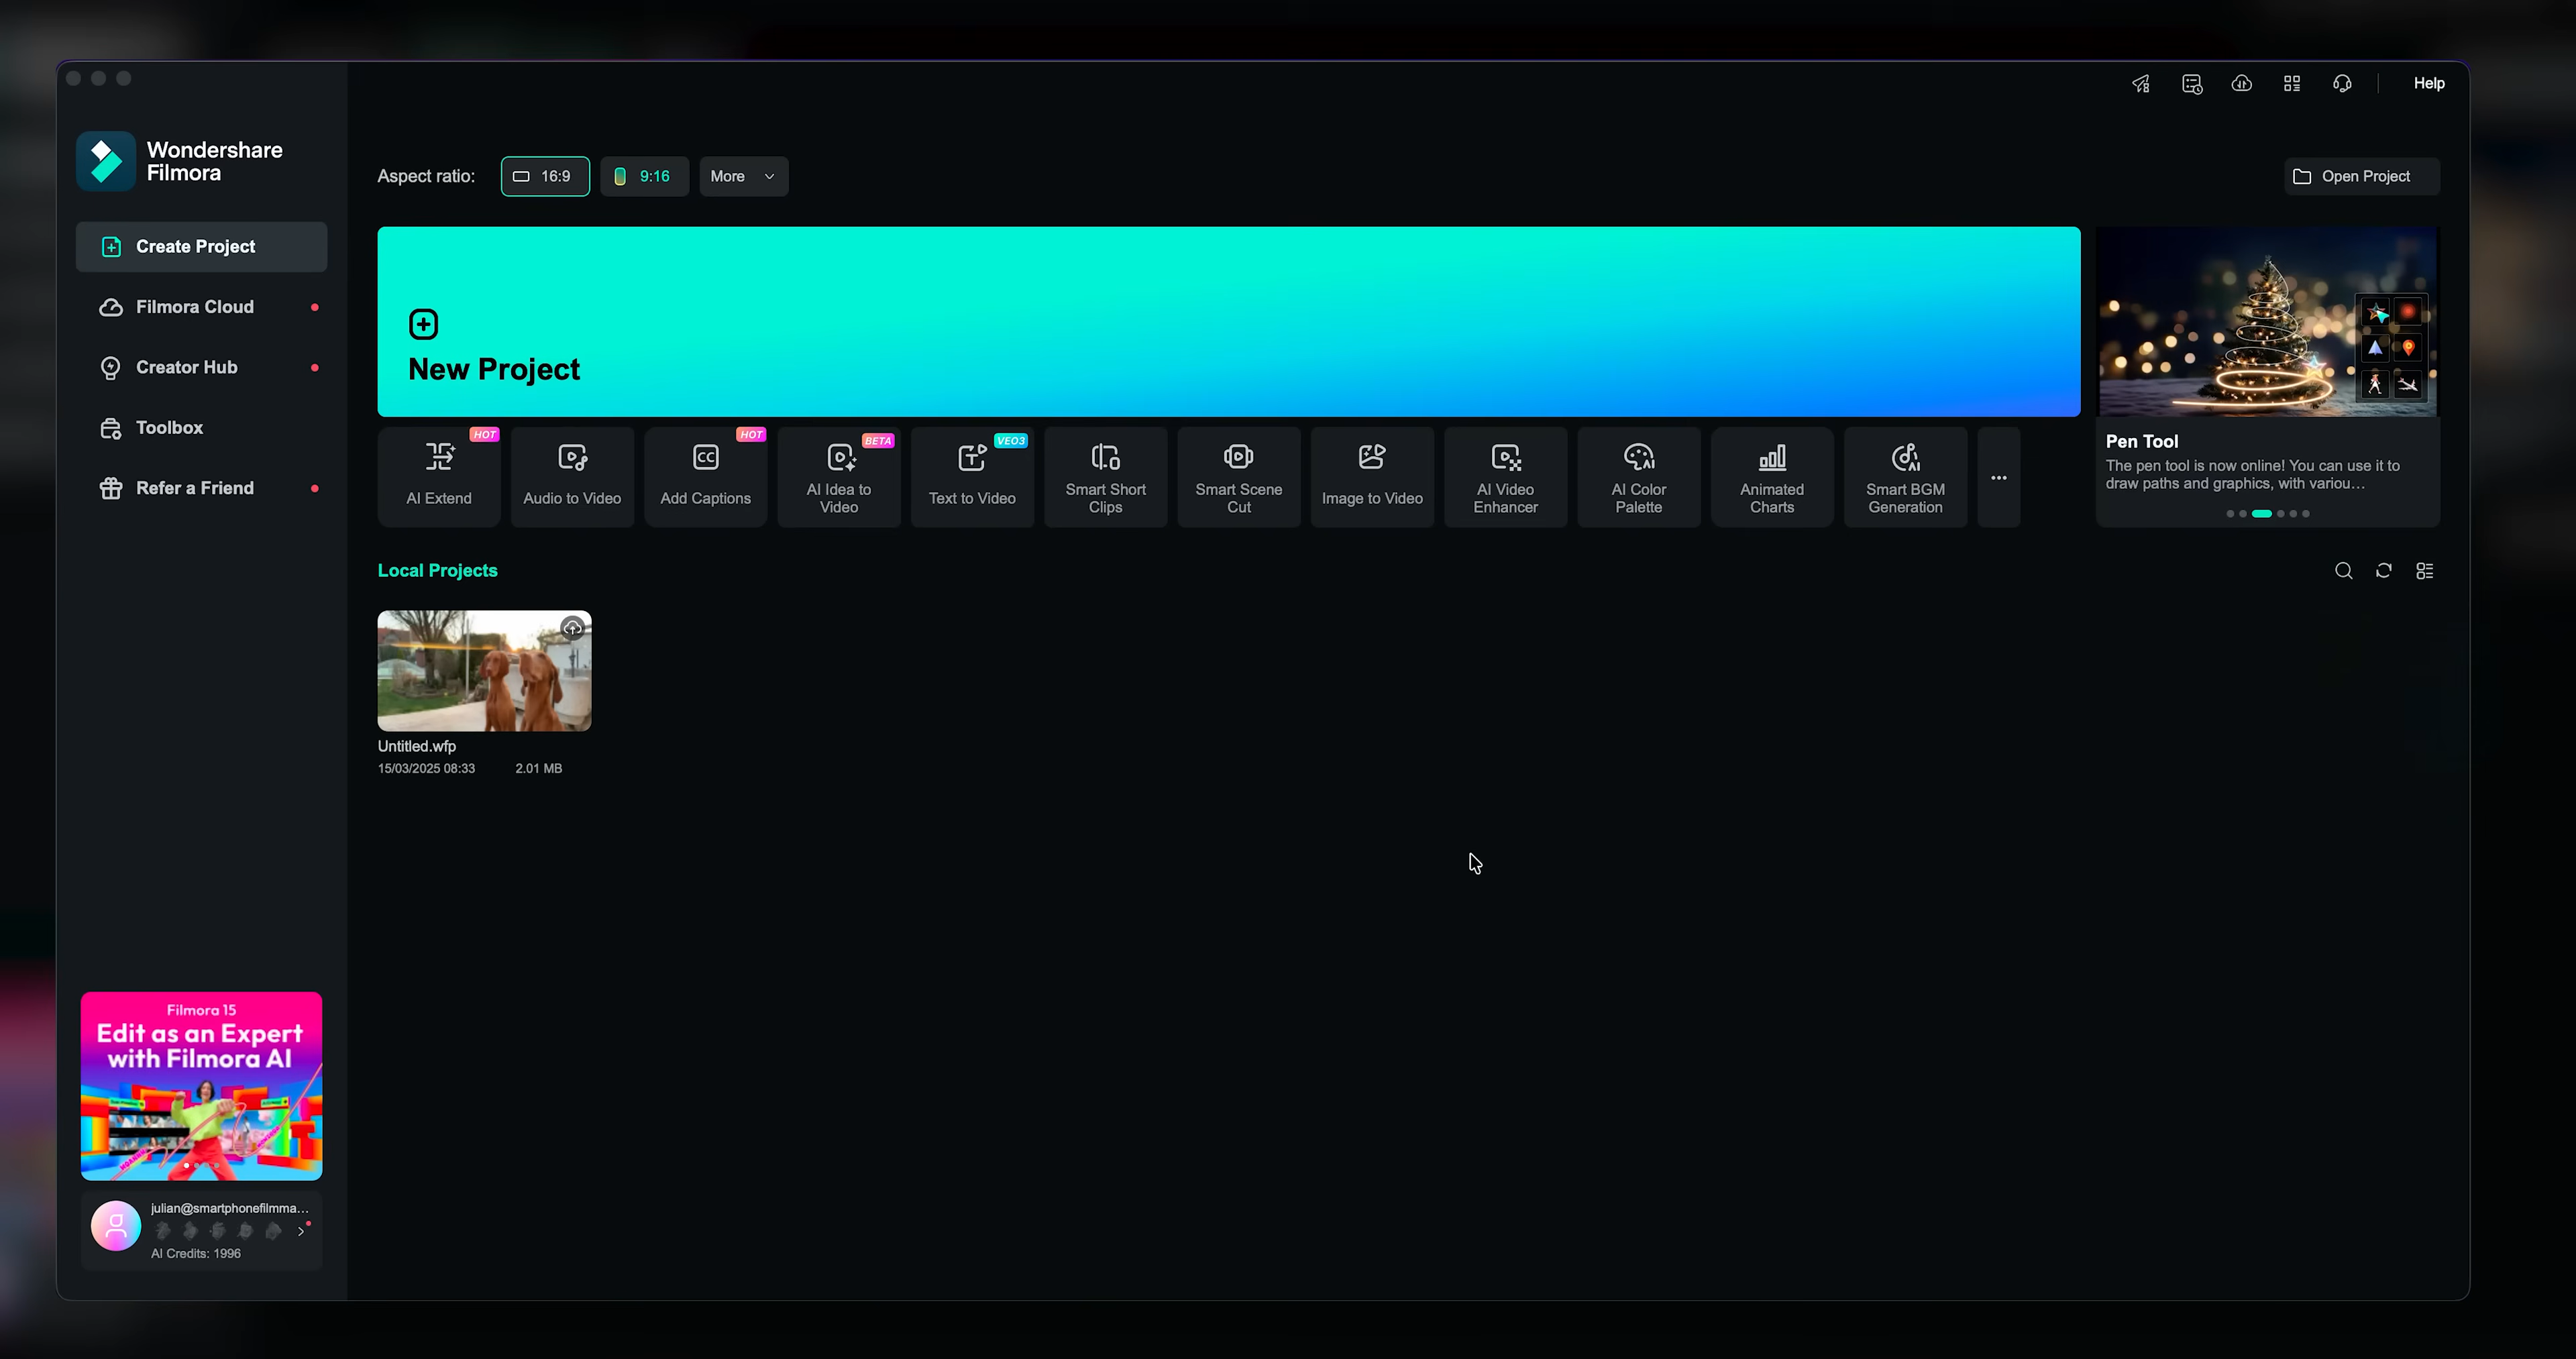 Help
Wondershare
Filmora
Create Project
Filmora Cloud
Creator Hub
Toolbox
Refer a Friend
Aspect ratio:
16:9
9:16
More
Open Project
New Project
HOT
AI Extend
Audio to Video
HOT
CC
Add Captions
BETA
AI Idea to
Video
VEO3
Text to Video
Smart Short
Clips
Smart Scene
Cut
Image to Video
AI Video
Enhancer
AI
AI Color
Palette
Animated
Charts
AI
Smart BGM
Generation
Pen Tool
The pen tool is now online! You can use it to
draw paths and graphics, with variou...
Local Projects
Untitled.wfp
15/03/2025 08:33
2.01 MB
Filmora 15
Edit as an Expert
with Filmora AI
julian@smartphonefilmma...
AI Credits: 1996